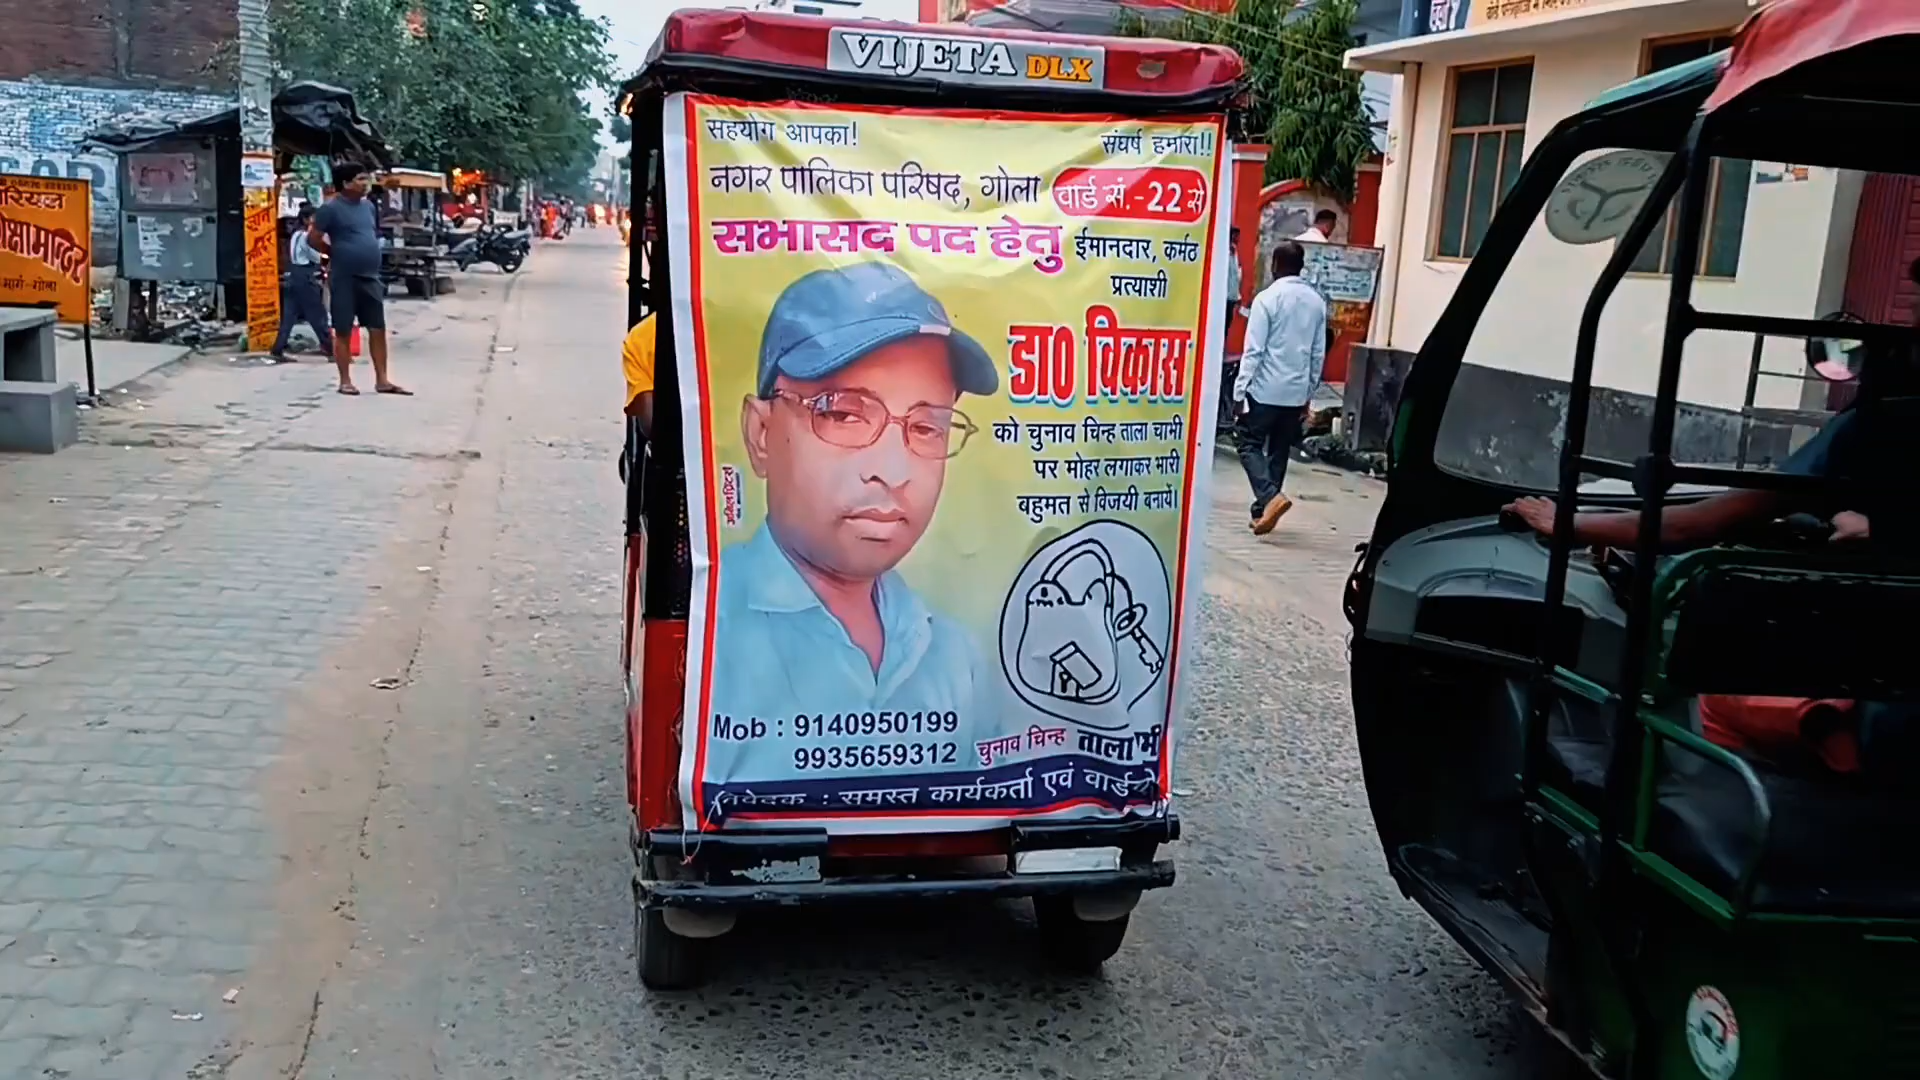 VIJETA DLX
सहयोग आपका! संघर्ष हमारा!!
नगर पालिका परिषद, गोला वार्ड सं.-22 से
सभासद पद हेतु ईमानदार, कर्मठ
प्रत्याशी
डा0 विकास
को चुनाव चिन्ह ताला चाभी
पर मोहर लगाकर भारी
बहुमत से विजयी बनायें।
Mob : 9140950199
9935659312
चुनाव चिन्ह ताला
निवेदक : समस्त कार्यकर्ता एवं